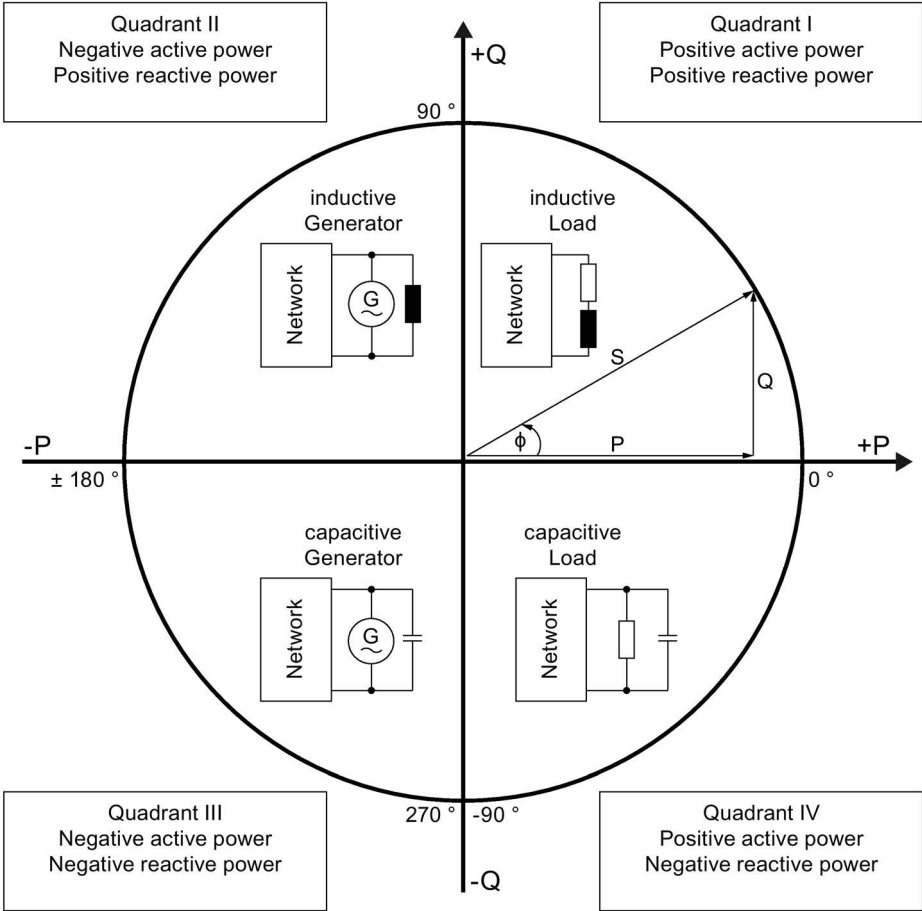 Quadrant II
Negative active power
Positive reactive power
Quadrant I
Positive active power
Positive reactive power
+Q
90 °
inductive
Generator
Network
G
inductive
Load
Network
S
Q
ϕ
P
-P
+P
± 180 °
0 °
capacitive
Generator
Network
G
capacitive
Load
Network
270 °
-90 °
-Q
Quadrant III
Negative active power
Negative reactive power
Quadrant IV
Positive active power
Negative reactive power